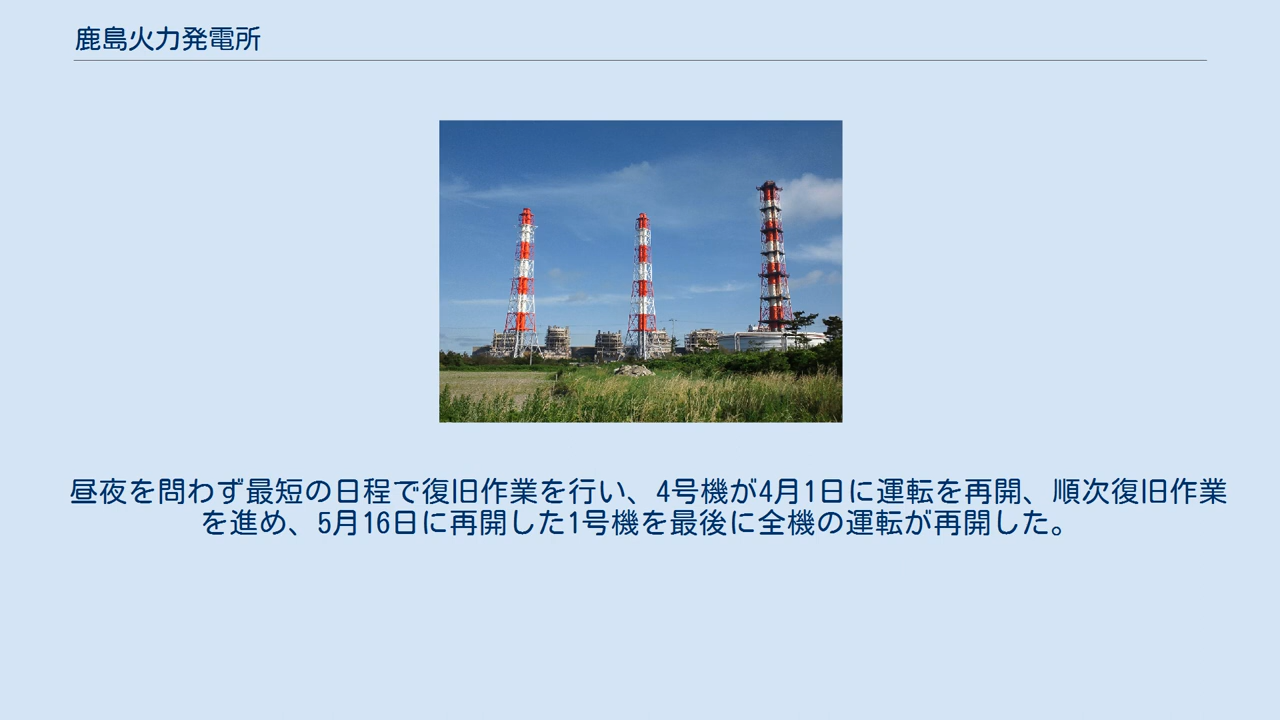 鹿島火力発電所
昼夜を問わず最短の日程で復旧作業を行い、4号機が4月1日に運転を再開、順次復旧作業
を進め、5月16日に再開した1号機を最後に全機の運転が再開した。